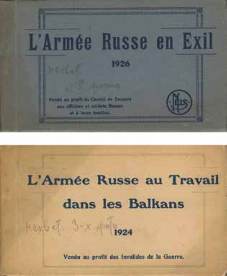 L'Armée Russe en Exil
1926
Vendu au profit du Comité de Secours
aux officiers et soldats Russes
et à leurs familles.
L'Armée Russe au Travail
dans les Balkans
1924
Vendu au profit des Invalides de la Guerre.